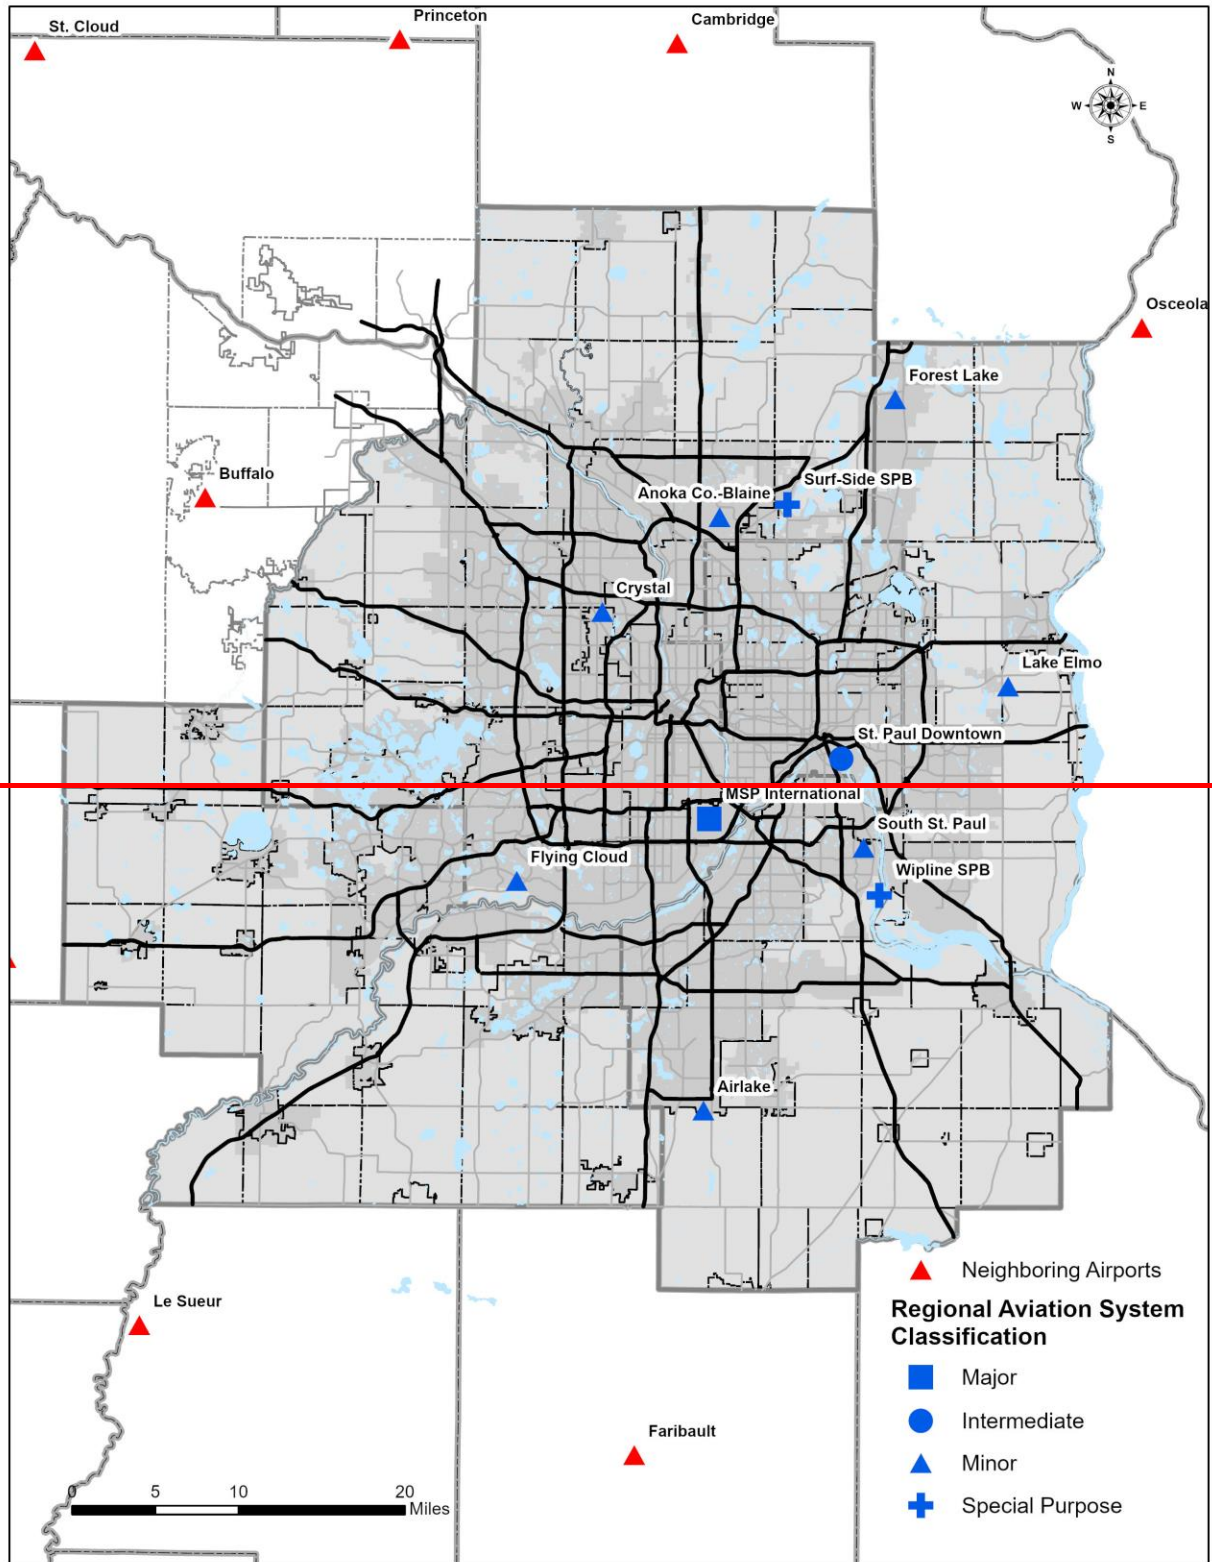 Princeton
St. Cloud
Cambridge
N
W
E
S
Osceola
Forest Lake
Buffalo
Surf-Side SPB
Anoka Co.-Blaine
Crystal
Lake Elmo
St. Paul Downtown
MSP International
South St. Paul
Flying Cloud
Wipline SPB
Airlake
Le Sueur
Faribault
Neighboring Airports
Regional Aviation System
Classification
Major
Intermediate
Minor
Special Purpose
0 5 10 20
Miles